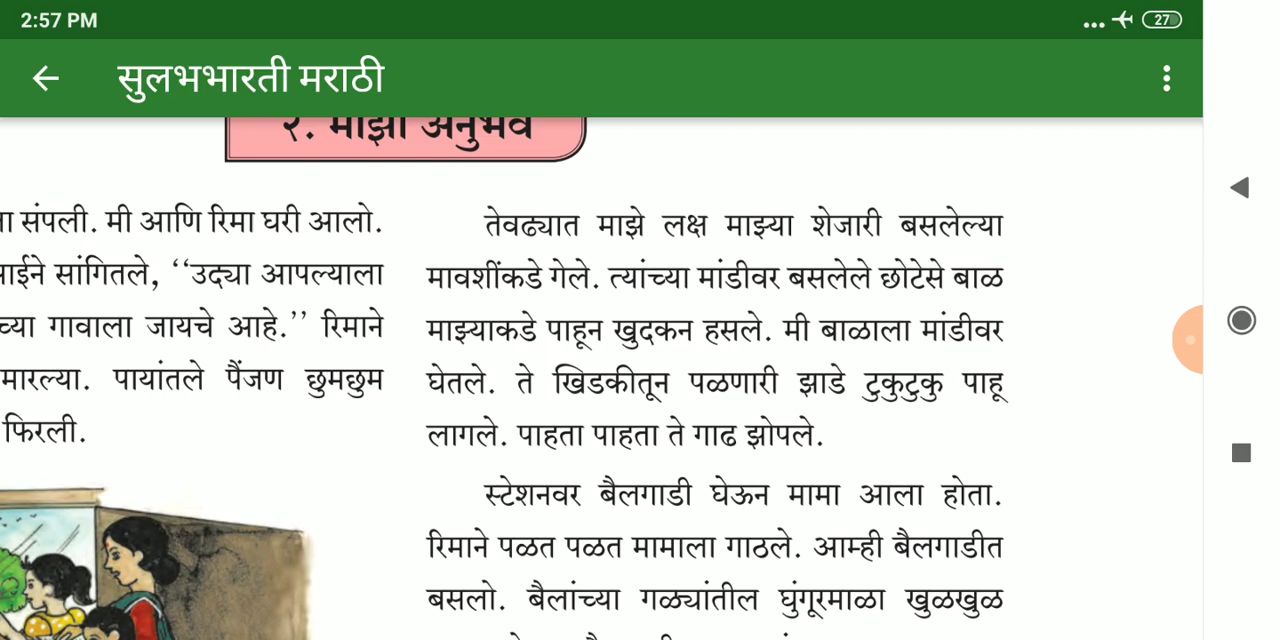 2:57 PM
27
सुलभभारती मराठी
२. माझा अनुभव
संपली. मी आणि रिमा घरी आलो.
सांगितले, ‘‘उद्या आपल्याला
गावाला जायचे आहे.’’ रिमाने
मारल्या. पायांतले पैंजण छुमछुम
फिरली.
तेवढ्यात माझे लक्ष माझ्या शेजारी बसलेल्या
मावशींकडे गेले. त्यांच्या मांडीवर बसलेले छोटेसे बाळ
माझ्याकडे पाहून खुदकन हसले. मी बाळाला मांडीवर
घेतले. ते खिडकीतून पळणारी झाडे टुकुटुकु पाहू
लागले. पाहता पाहता ते गाढ झोपले.
स्टेशनवर बैलगाडी घेऊन मामा आला होता.
रिमाने पळत पळत मामाला गाठले. आम्ही बैलगाडीत
बसलो. बैलांच्या गळ्यांतील घुंगूरमाळा खुळखुळ